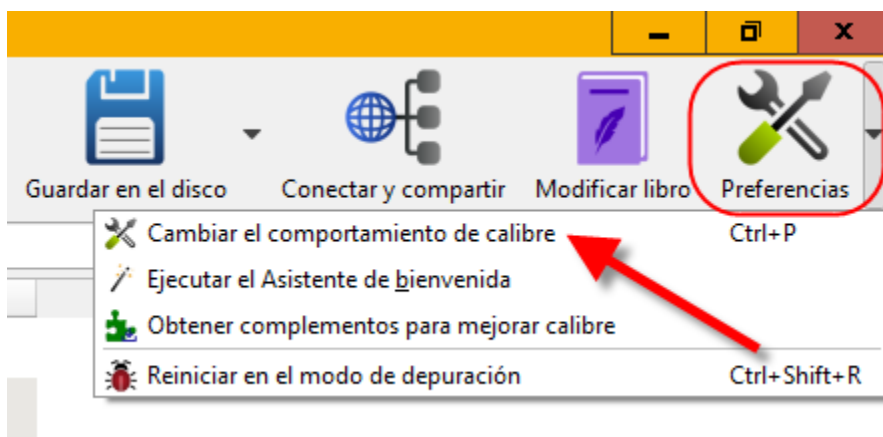 Guardar en el disco Conectar y compartir Modificar libro Preferencias
Cambiar el comportamiento de calibre Ctrl+P
Ejecutar el Asistente de bienvenida
Obtener complementos para mejorar calibre
Reiniciar en el modo de depuración Ctrl+Shift+R